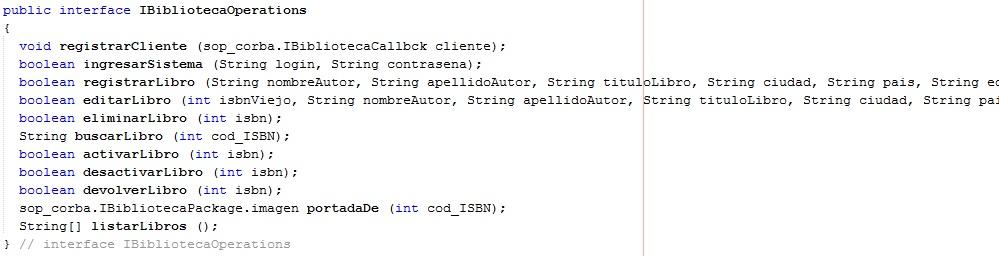 public interface IBibliotecaOperations
{
void registrarCliente (sop_corba.IBibliotecaCallbck cliente);
boolean ingresarSistema (String login, String contrasena);
boolean registrarLibro (String nombreAutor, String apellidoAutor, String tituloLibro, String ciudad, String pais, String
boolean editarLibro (int isbnViejo, String nombreAutor, String apellidoAutor, String tituloLibro, String ciudad, String
boolean eliminarLibro (int isbn);
String buscarLibro (int cod_ISBN);
boolean activarLibro (int isbn);
boolean desactivarLibro (int isbn);
boolean devolverLibro (int isbn);
sop_corba.IBibliotecaPackage.imagen portadaDe (int cod_ISBN);
String[] listarLibros ();
} // interface IBibliotecaOperations